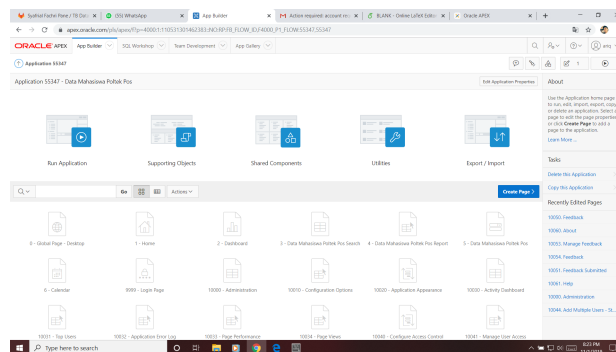 Syahlal Fachri Pane / TB Data
(55) WhatsApp
App Builder
Action required: account re
BLANK - Online LaTeX Editor
Oracle APEX
apex.oracle.com/pls/apex/f?p=4000:1:110531301462383:NO:RP:FB_FLOW_ID,F4000_P1_FLOW:55347,55347
ORACLE APEX App Builder SQL Workshop Team Development App Gallery
Application 55347
Application 55347 - Data Mahasiswa Poltek Pos
Edit Application Properties
Run Application
Supporting Objects
Shared Components
Utilities
Export / Import
Go
Actions
Create Page >
0 - Global Page - Desktop
1 - Home
2 - Dashboard
3 - Data Mahasiswa Poltek Pos Search
4 - Data Mahasiswa Poltek Pos Report
5 - Data Mahasiswa Poltek Pos
6 - Calendar
9999 - Login Page
10000 - Administration
10010 - Configuration Options
10020 - Application Appearance
10030 - Activity Dashboard
10031 - Top Users
10032 - Application Error Log
10033 - Page Performance
10034 - Page Views
10040 - Configure Access Control
10041 - Manage User Access
About
Use the Application home page
to run, edit, import, export, copy,
or delete an application. Select a
page to edit the page properties
or click Create Page to add a
page to the application.
Learn More ...
Tasks
Delete this Application
Copy this Application
Recently Edited Pages
10050. Feedback
10060. About
10053. Manage Feedback
10054. Feedback
10051. Feedback Submitted
10061. Help
10000. Administration
10044. Add Multiple Users - St...
Type here to search
8:23 PM